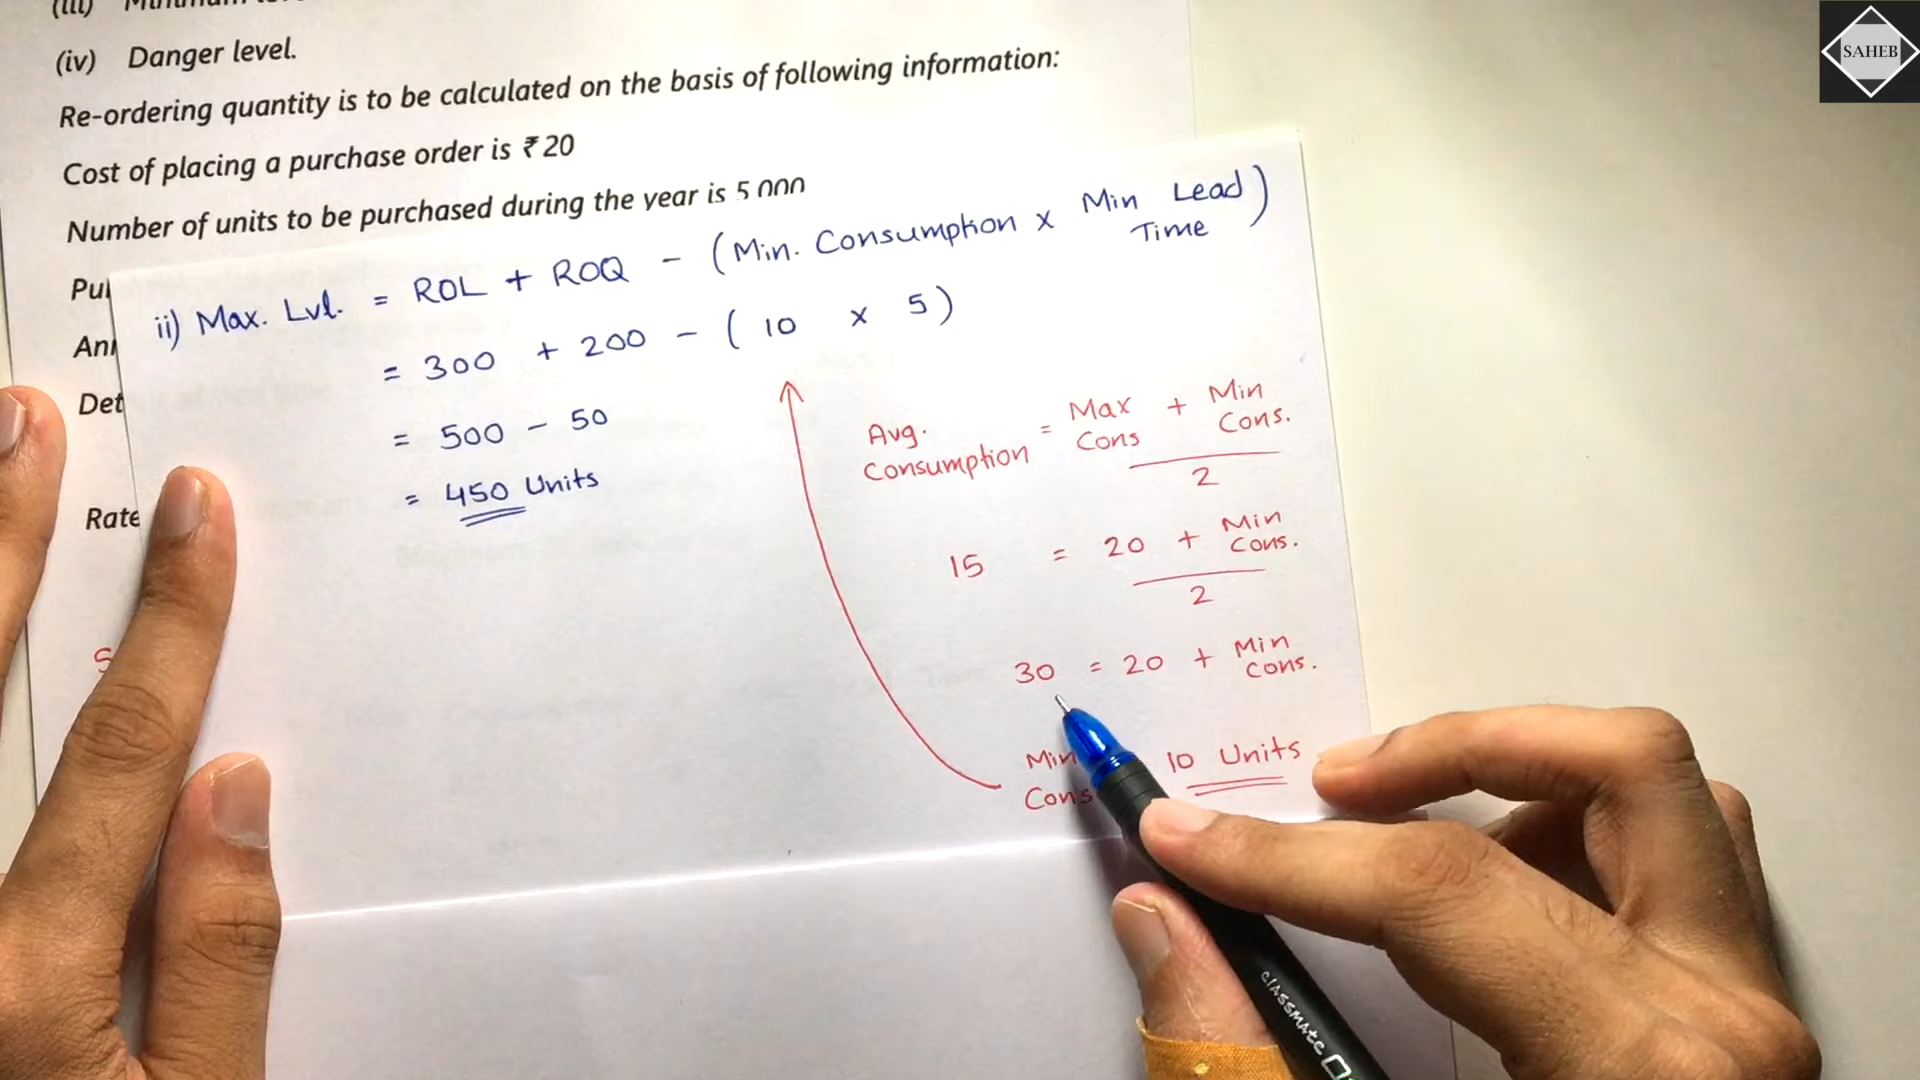 (iii)
(iv) Danger level.
Re-ordering quantity is to be calculated on the basis of following information:
Cost of placing a purchase order is ₹ 20
Number of units to be purchased during the year is 5 000
ii) Max. Lvl. = ROL + ROQ - (Min. Consumption x Min Lead Time)
= 300 + 200 - ( 10 x 5 )
= 500 - 50
= 450 Units
Avg. Consumption = Max Cons + Min Cons.
2
15 = 20 + Min Cons.
2
30 = 20 + Min Cons.
Min Cons 10 Units
Rate
SAHEB
classmate